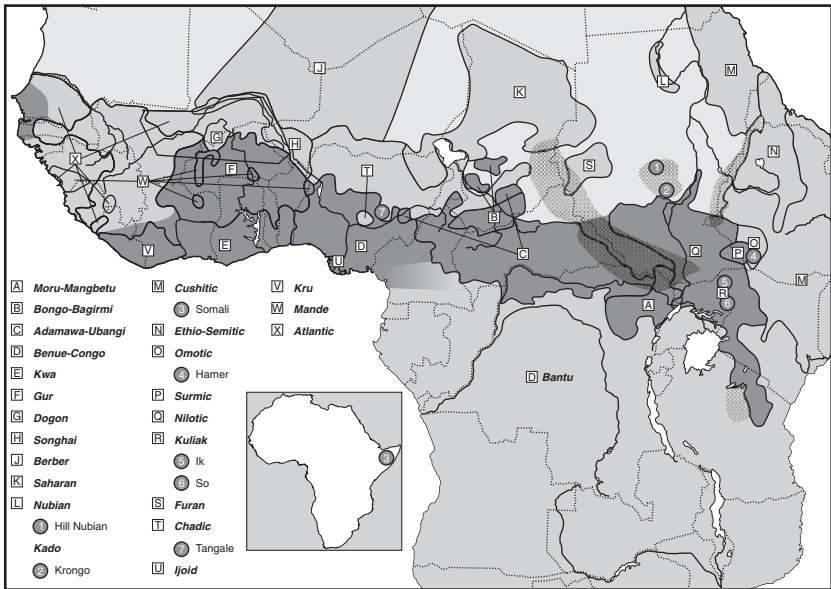 J
K
L
M
G
H
N
F
T
S
1
X
W
2
7
B
V
E
D
U
C
Q
P
O
4
5
R
6
M
A
D Bantu
A Moru-Mangbetu
B Bongo-Bagirmi
C Adamawa-Ubangi
D Benue-Congo
E Kwa
F Gur
G Dogon
H Songhai
J Berber
K Saharan
L Nubian
1 Hill Nubian
Kado
2 Krongo
M Cushitic
3 Somali
N Ethio-Semitic
O Omotic
4 Hamer
P Surmic
Q Nilotic
R Kuliak
5 Ik
6 So
S Furan
T Chadic
7 Tangale
U Ijoid
V Kru
W Mande
X Atlantic
3